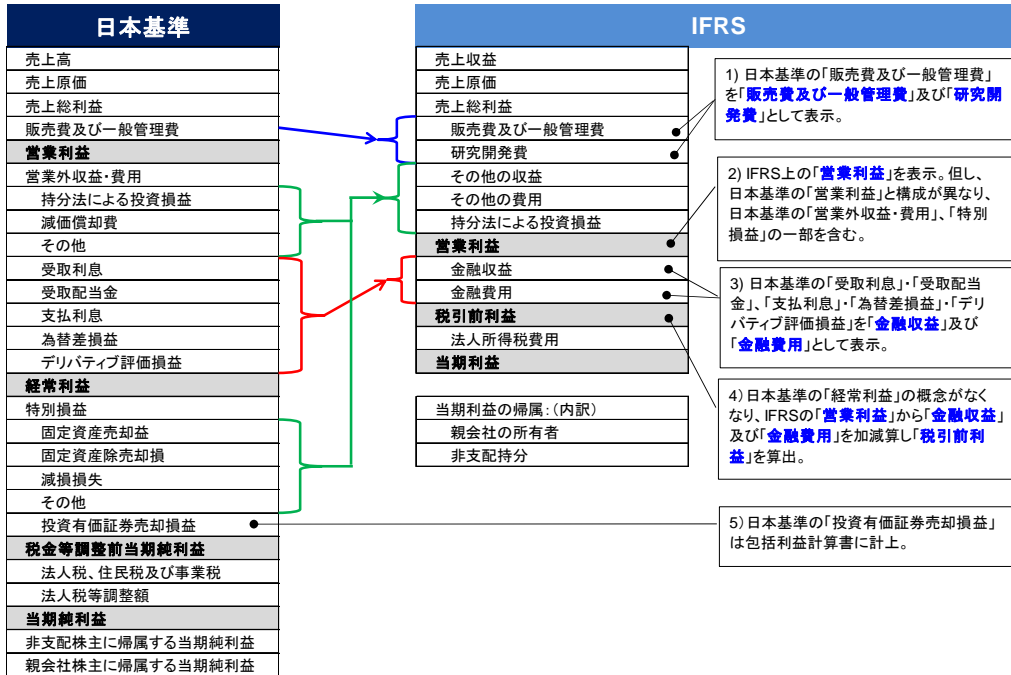 日本基準
売上高
売上原価
売上総利益
販売費及び一般管理費
営業利益
営業外収益・費用
持分法による投資損益
減価償却費
その他
受取利息
受取配当金
支払利息
為替差損益
デリバティブ評価損益
経常利益
特別損益
固定資産売却益
固定資産除売却損
減損損失
その他
投資有価証券売却損益
税金等調整前当期純利益
法人税、住民税及び事業税
法人税等調整額
当期純利益
非支配株主に帰属する当期純利益
親会社株主に帰属する当期純利益
IFRS
売上収益
売上原価
売上総利益
販売費及び一般管理費
研究開発費
その他の収益
その他の費用
持分法による投資損益
営業利益
金融収益
金融費用
税引前利益
法人所得税費用
当期利益
当期利益の帰属：（内訳）
親会社の所有者
非支配持分
1) 日本基準の「販売費及び一般管理費」
を「販売費及び一般管理費」及び「研究開
発費」として表示。
2) IFRS上の「営業利益」を表示。但し、
日本基準の「営業利益」と構成が異なり、
日本基準の「営業外収益・費用」、「特別
損益」の一部を含む。
3) 日本基準の「受取利息」・「受取配当
金」、「支払利息」・「為替差損益」・「デリ
バティブ評価損益」を「金融収益」及び
「金融費用」として表示。
4）日本基準の「経常利益」の概念がなく
なり、IFRSの「営業利益」から「金融収益」
及び「金融費用」を加減算し「税引前利
益」を算出。
5）日本基準の「投資有価証券売却損益」
は包括利益計算書に計上。